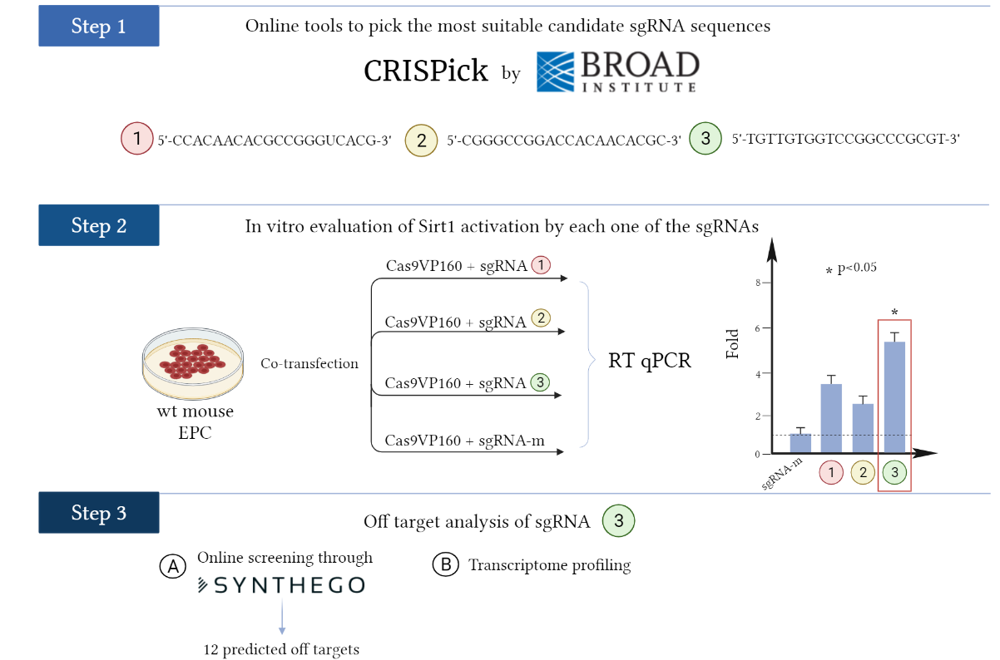 Step 1
Online tools to pick the most suitable candidate sgRNA sequences
CRISPick by BROAD
INSTITUTE
1 5'-CCACAACACGCCGGGUCACG-3' 2 5'-CGGGCCGGACCACAACACGC-3' 3 5'-TGTTGTGGTCCGGCCCGCGT-3'
Step 2
In vitro evaluation of Sirt1 activation by each one of the sgRNAs
Cas9VP160 + sgRNA 1
Cas9VP160 + sgRNA 2
Cas9VP160 + sgRNA 3
Cas9VP160 + sgRNA-m
Co-transfection
wt mouse
EPC
RT qPCR
* p<0.05
*
Fold
8
6
4
2
0
sgRNA-m 1 2 3
Step 3
Off target analysis of sgRNA 3
A Online screening through
SYNTHEGO
12 predicted off targets
B Transcriptome profiling